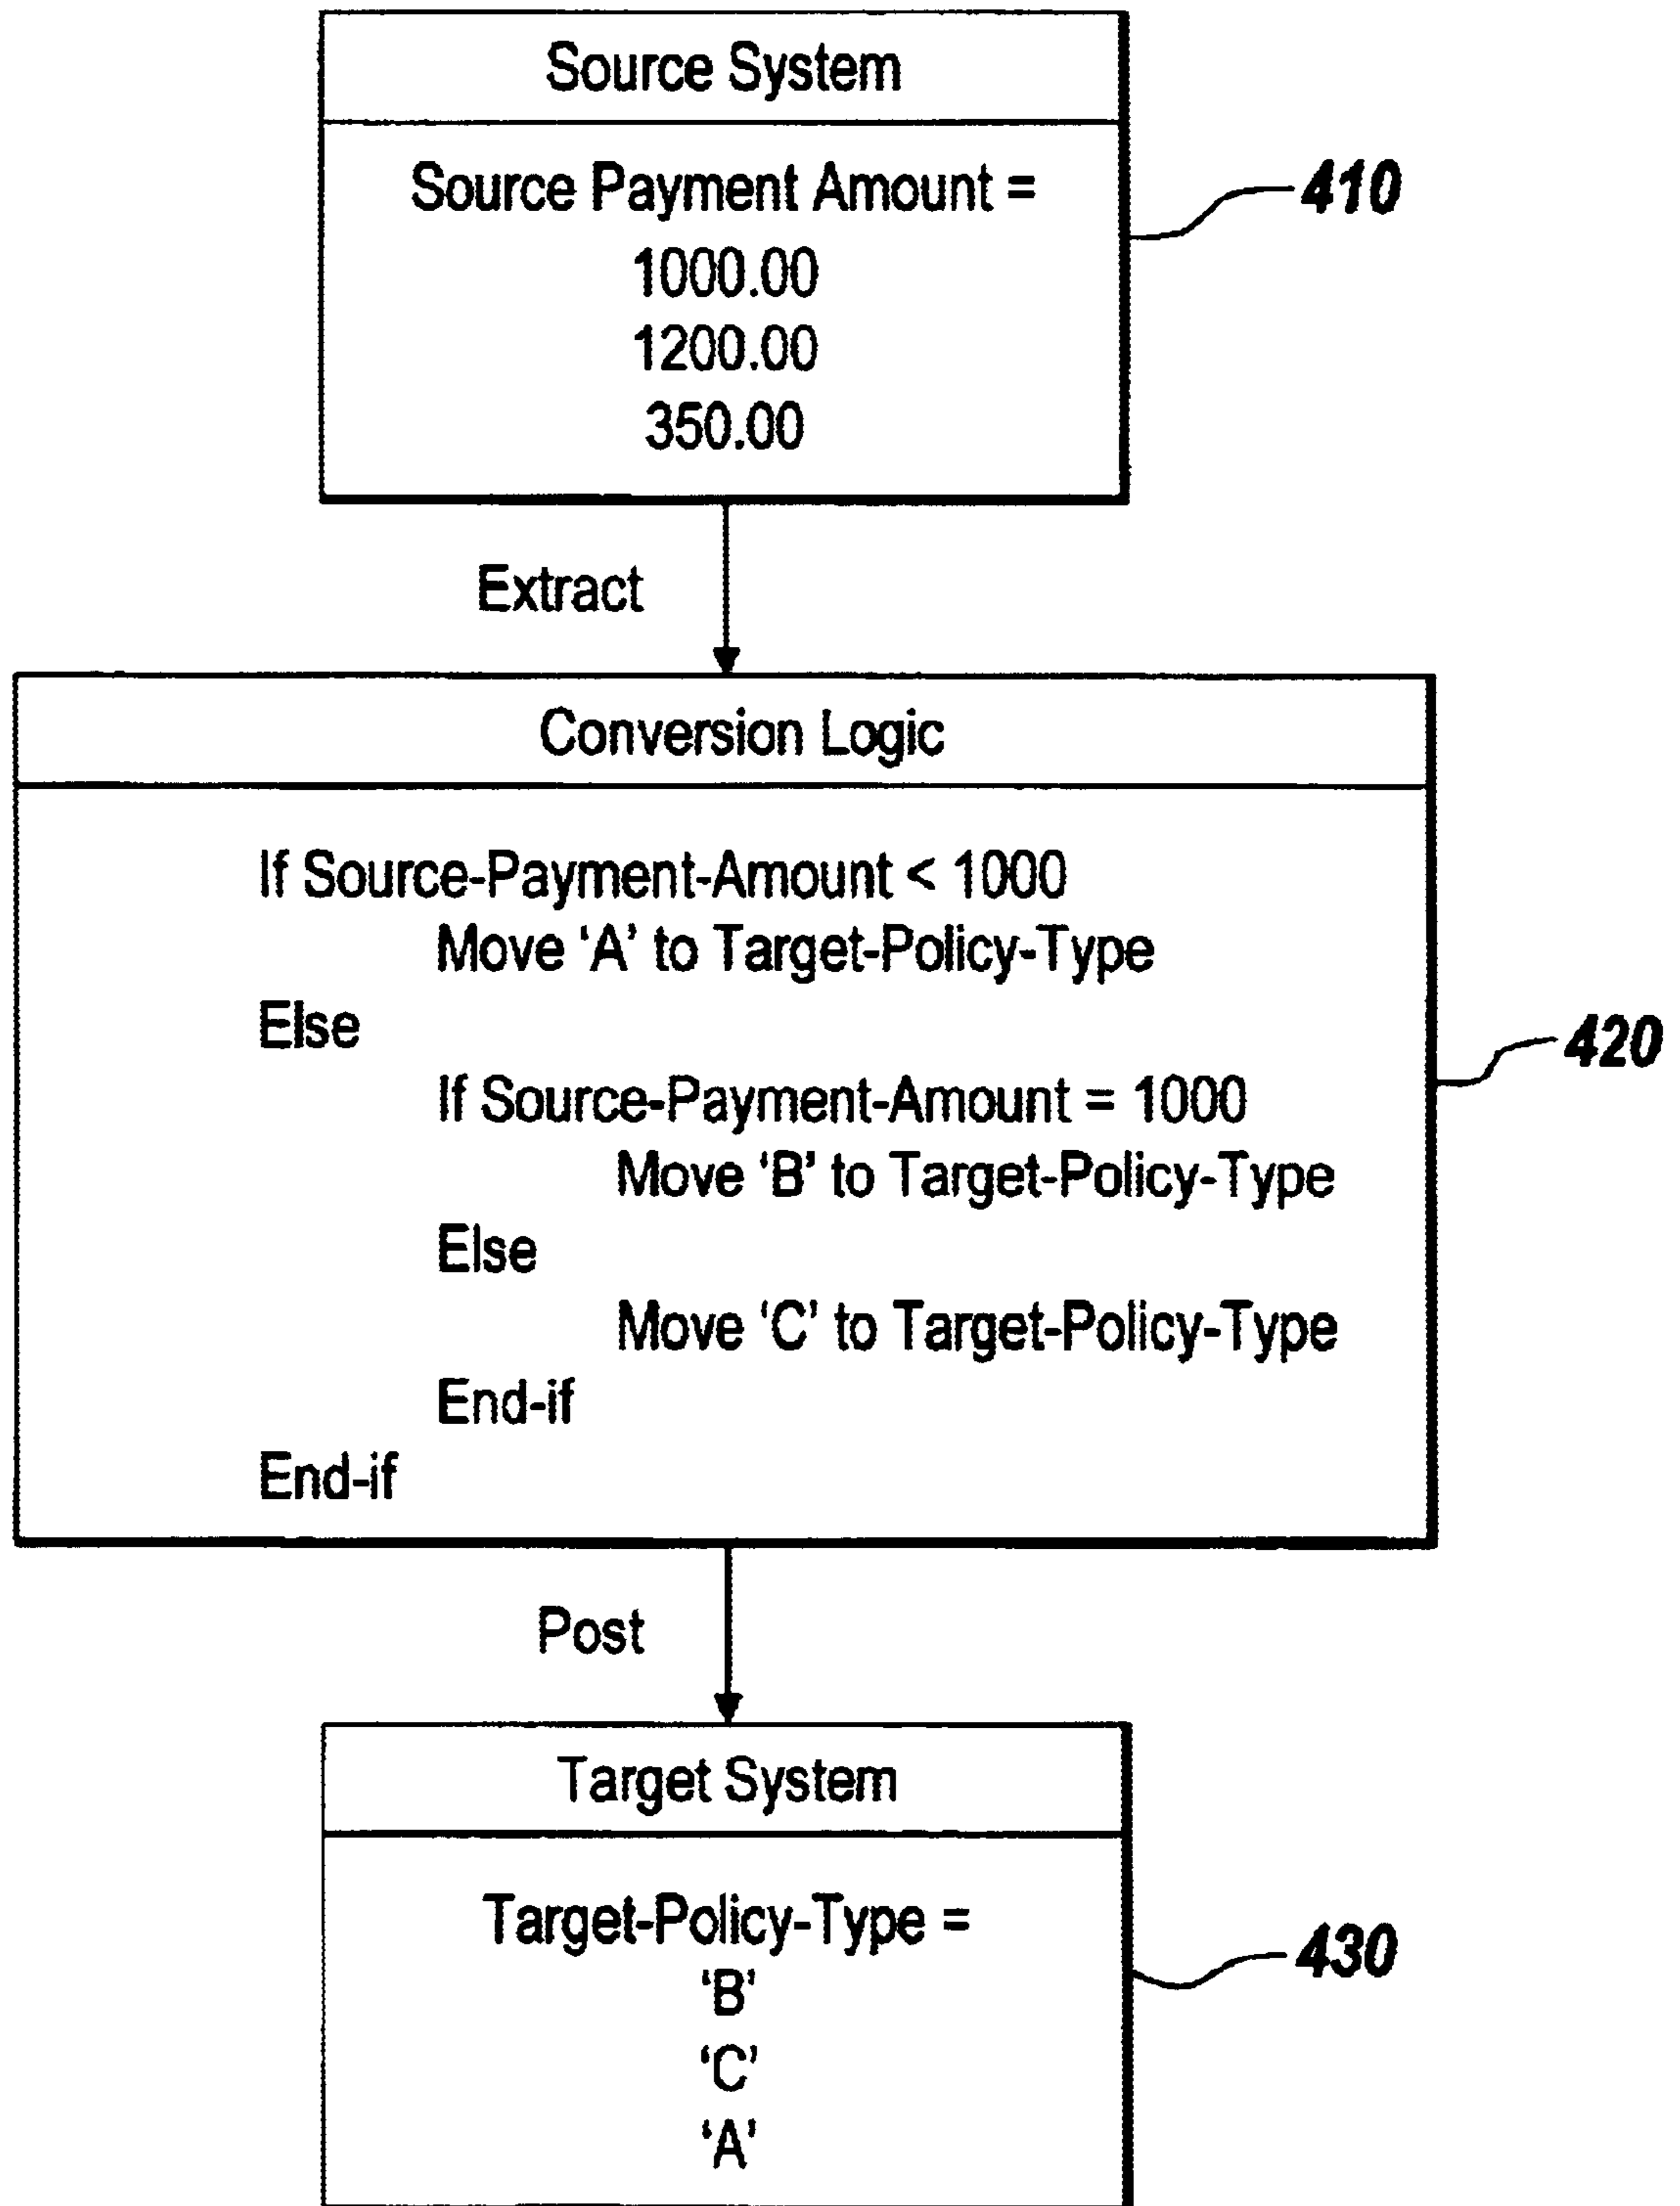 Source System
Source Payment Amount =
1000.00
1200.00
350.00
410
Extract
Conversion Logic
If Source-Payment-Amount < 1000
Move ‘A’ to Target-Policy-Type
Else
If Source-Payment-Amount = 1000
Move ‘B’ to Target-Policy-Type
Else
Move ‘C’ to Target-Policy-Type
End-if
End-if
420
Post
Target System
Target-Policy-Type =
‘B’
‘C’
‘A’
430